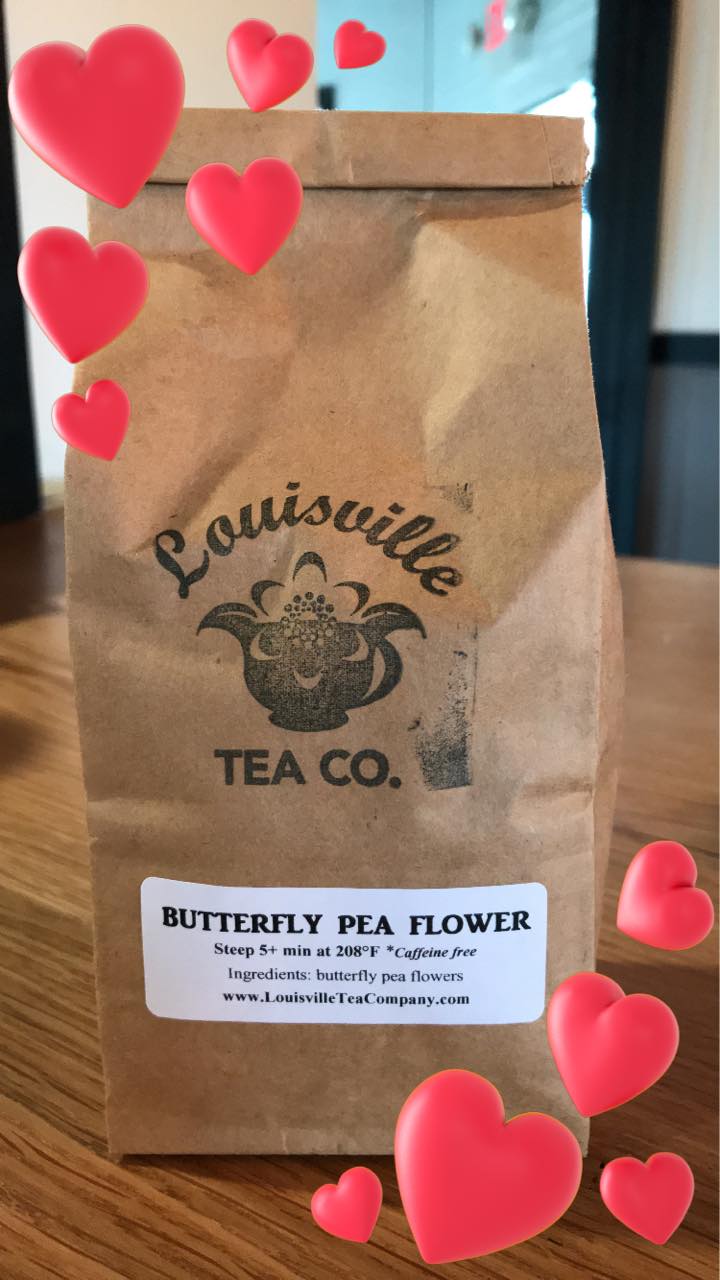 Louisville
TEA CO.
BUTTERFLY PEA FLOWER
Steep 5+ min at 208°F *Caffeine free
Ingredients: butterfly pea flowers
www.LouisvilleTeaCompany.com